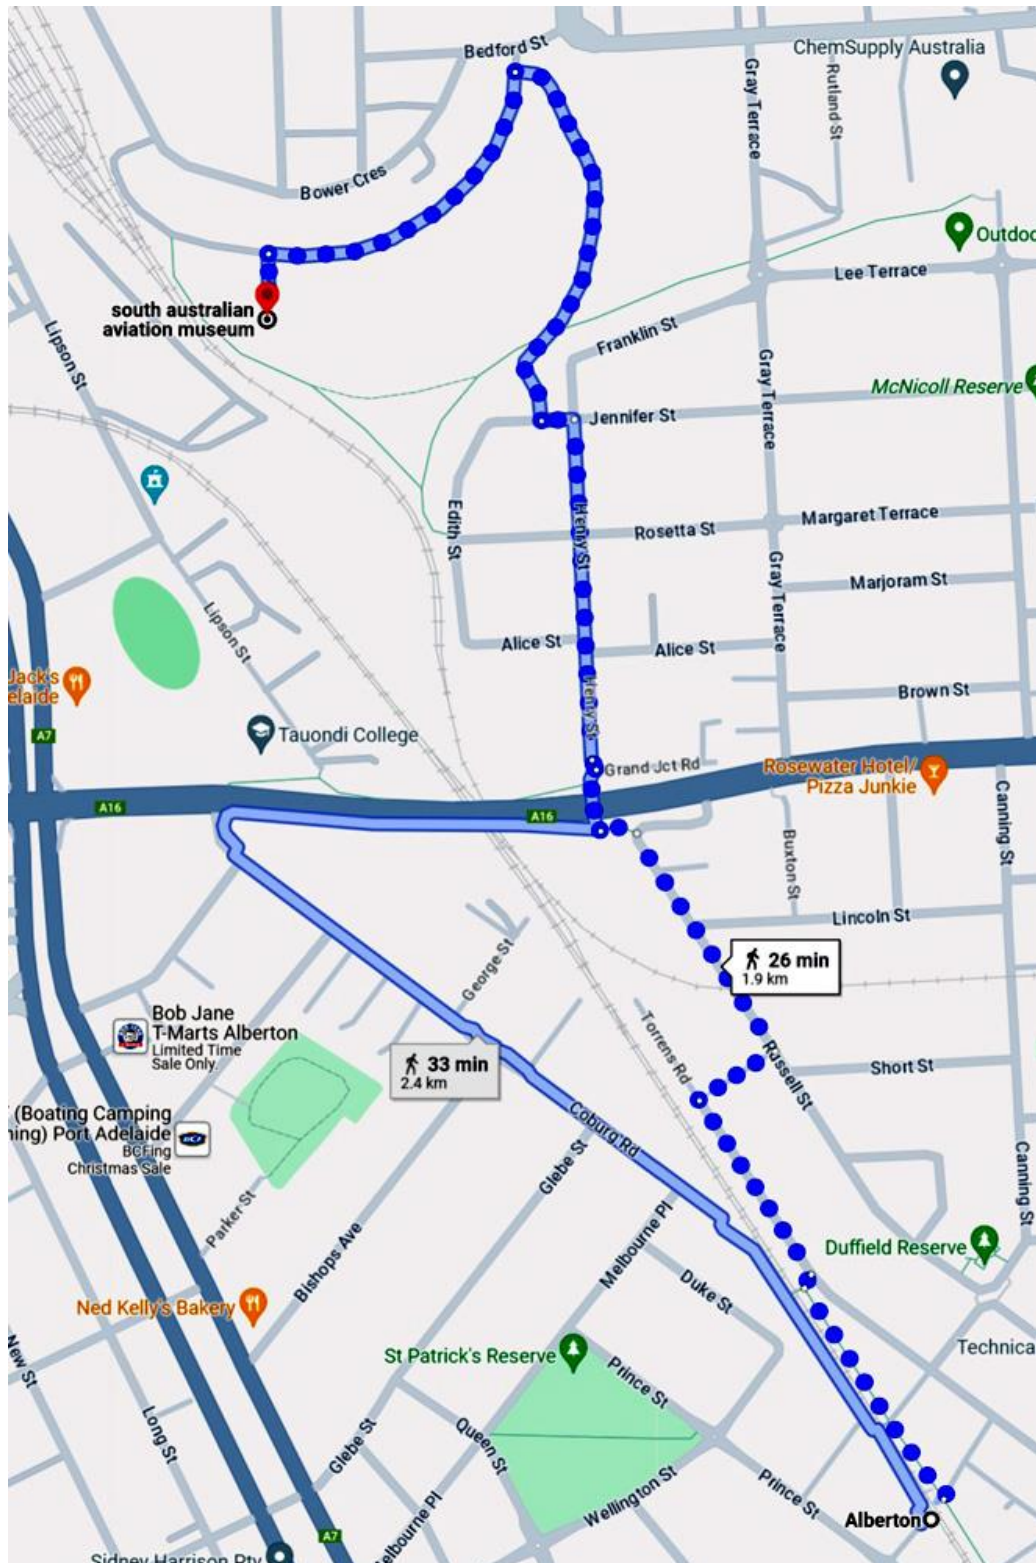 Bedford St
ChemSupply Australia
Gray Terrace
Rutland St
Bower Cres
Outdoo
Lee Terrace
south australian
aviation museum
Lipson St
Franklin St
Gray Terrace
McNicoll Reserve
Jennifer St
Edith St
Henry St
Rosetta St
Margaret Terrace
Gray Terrace
Marjoram St
Lipson St
Alice St
Alice St
Jack's
elaide
Henry St
Brown St
A7
Tauondi College
Grand Jct Rd
Rosewater Hotel/
Pizza Junkie
A16
A16
Canning St
Buxton St
Lincoln St
George St
26 min
1.9 km
Bob Jane
T-Marts Alberton
Limited Time
Sale Only.
Torrens Rd
33 min
2.4 km
Rassell St
Short St
(Boating Camping
ning) Port Adelaide
BCFing
Christmas Sale
BCF
Coburg Rd
Glebe St
Canning St
Parker St
Melbourne Pl
Bishops Ave
Duffield Reserve
Duke St
Ned Kelly's Bakery
St Patrick's Reserve
Technica
New St
Prince St
Long St
Glebe St
Queen St
Prince St
Wellington St
elbourne Pl
Alberton
A7
Sidney Harrison Pty